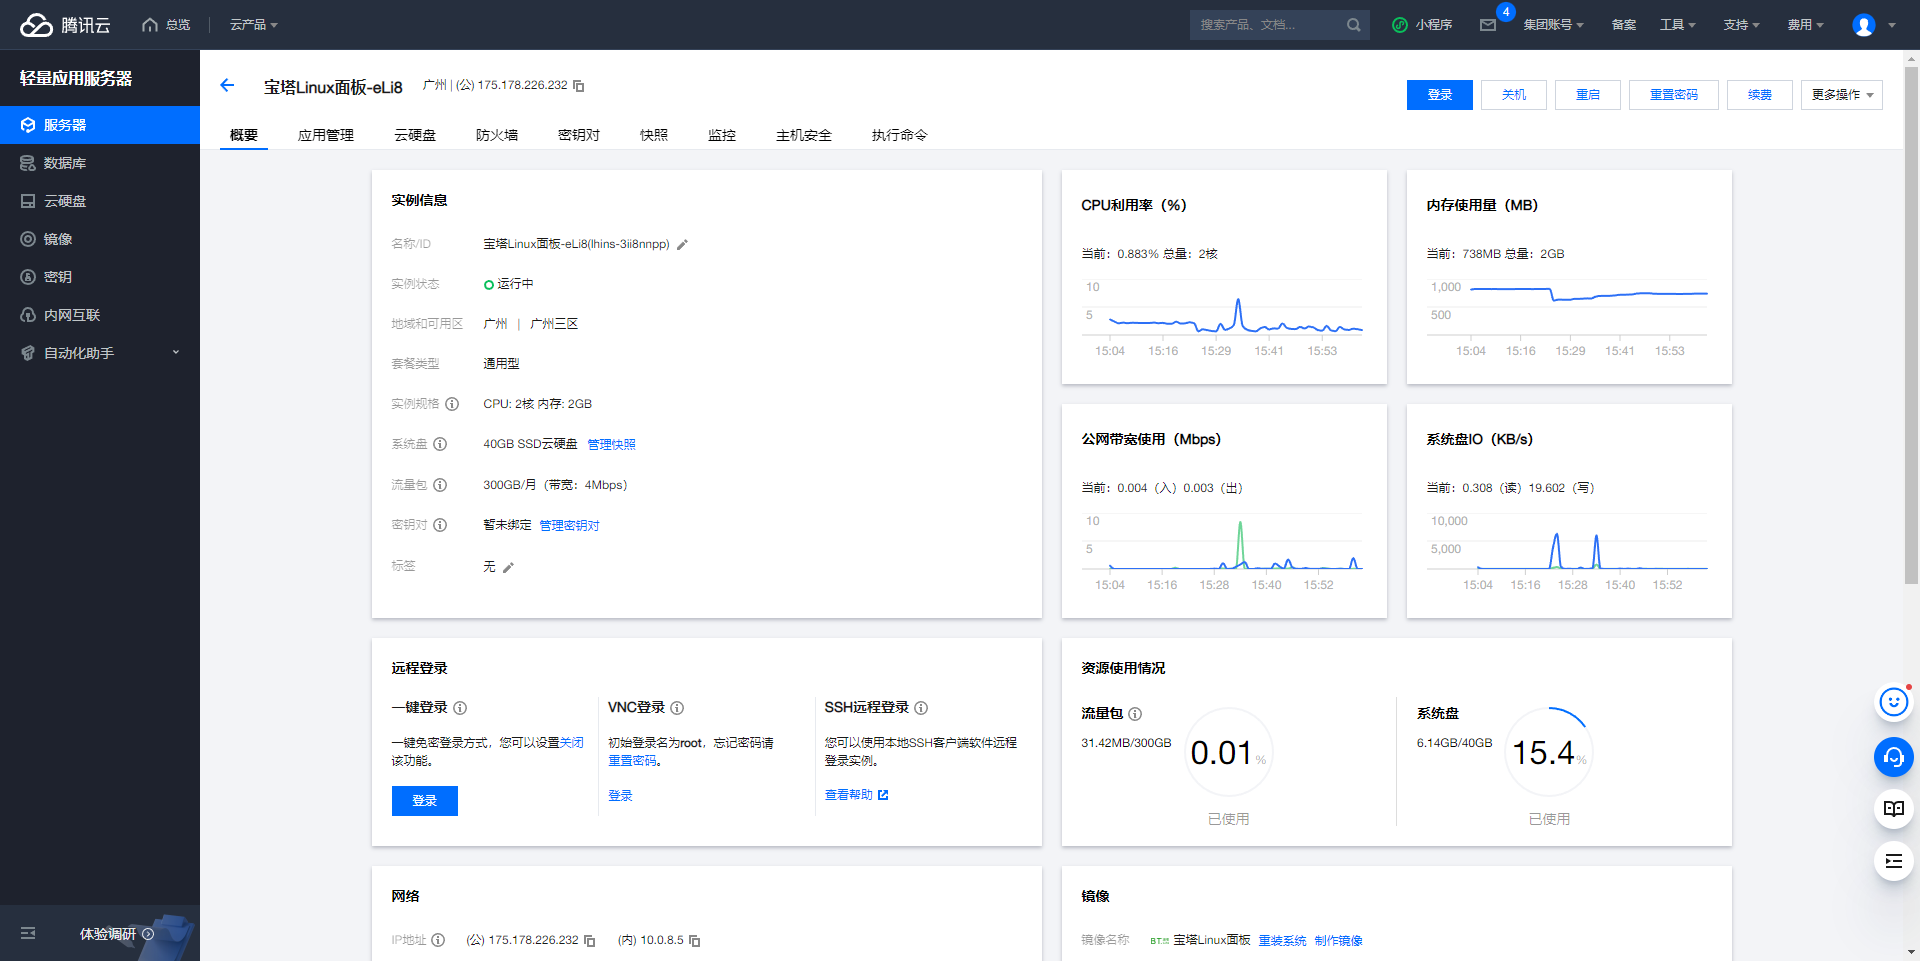 腾讯云 总览 云产品 搜索产品、文档... 小程序 4 集团账号 备案 工具 支持 费用
轻量应用服务器
服务器
数据库
云硬盘
镜像
密钥
内网互联
自动化助手
体验调研
宝塔Linux面板-eLi8 广州 | (公) 175.178.226.232
登录 关机 重启 重置密码 续费 更多操作
概要 应用管理 云硬盘 防火墙 密钥对 快照 监控 主机安全 执行命令
实例信息
名称/ID 宝塔Linux面板-eLi8(lhins-3ii8nnpp)
实例状态 运行中
地域和可用区 广州 | 广州三区
套餐类型 通用型
实例规格 CPU: 2核 内存: 2GB
系统盘 40GB SSD云硬盘 管理快照
流量包 300GB/月（带宽：4Mbps）
密钥对 暂未绑定 管理密钥对
标签 无
CPU利用率（%）
当前：0.883% 总量：2核
10
5
15:04 15:16 15:29 15:41 15:53
内存使用量（MB）
当前：738MB 总量：2GB
1,000
500
15:04 15:16 15:29 15:41 15:53
公网带宽使用（Mbps）
当前：0.004（入）0.003（出）
10
5
15:04 15:16 15:28 15:40 15:52
系统盘IO（KB/s）
当前：0.308（读）19.602（写）
10,000
5,000
15:04 15:16 15:28 15:40 15:52
远程登录
一键登录
一键免密登录方式，您可以设置关闭
该功能。
登录
VNC登录
初始登录名为root，忘记密码请
重置密码。
登录
SSH远程登录
您可以使用本地SSH客户端软件远程
登录实例。
查看帮助
资源使用情况
流量包
31.42MB/300GB
0.01%
已使用
系统盘
6.14GB/40GB
15.4%
已使用
网络
IP地址 (公) 175.178.226.232 (内) 10.0.8.5
镜像
镜像名称 宝塔Linux面板 重装系统 制作镜像